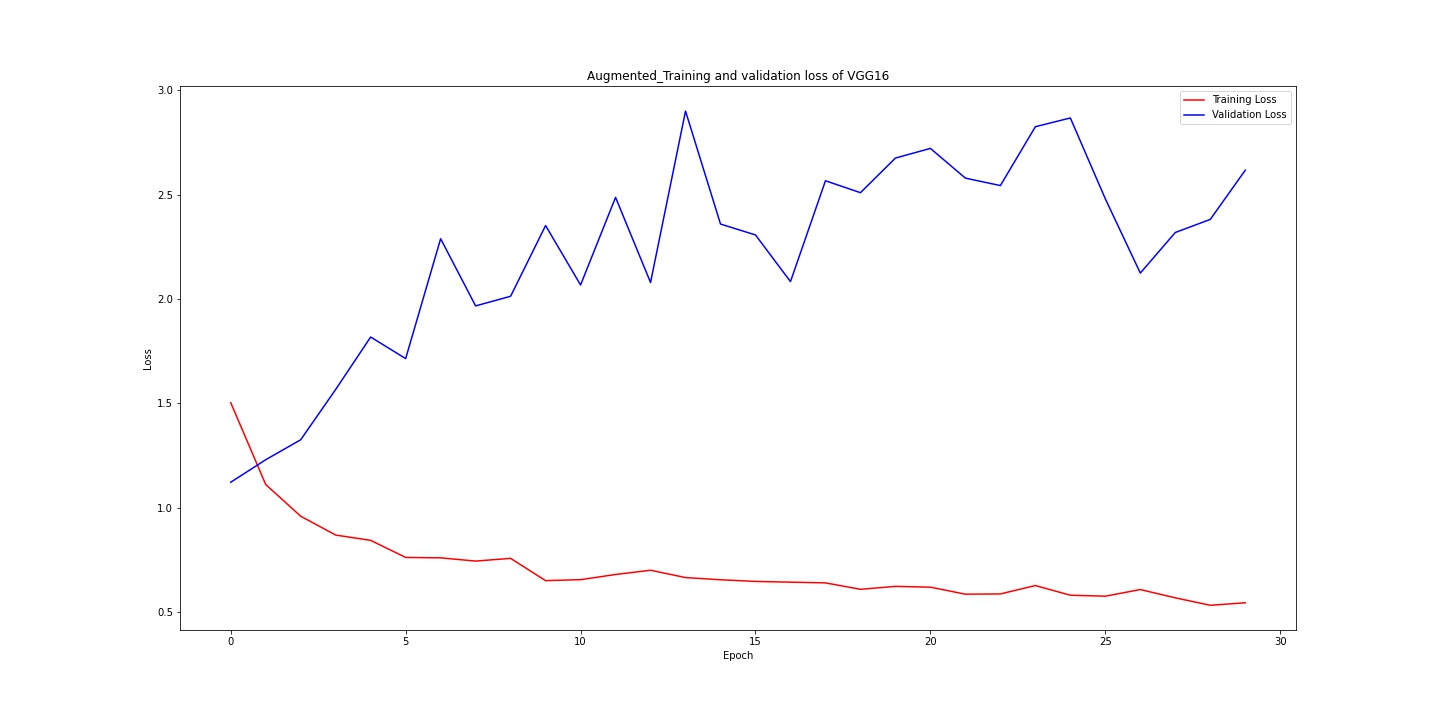 Augmented_Training and validation loss of VGG16
3.0
Training Loss
Validation Loss
2.5
2.0
1.5
1.0
0.5
Loss
0 5 10 15 20 25 30
Epoch